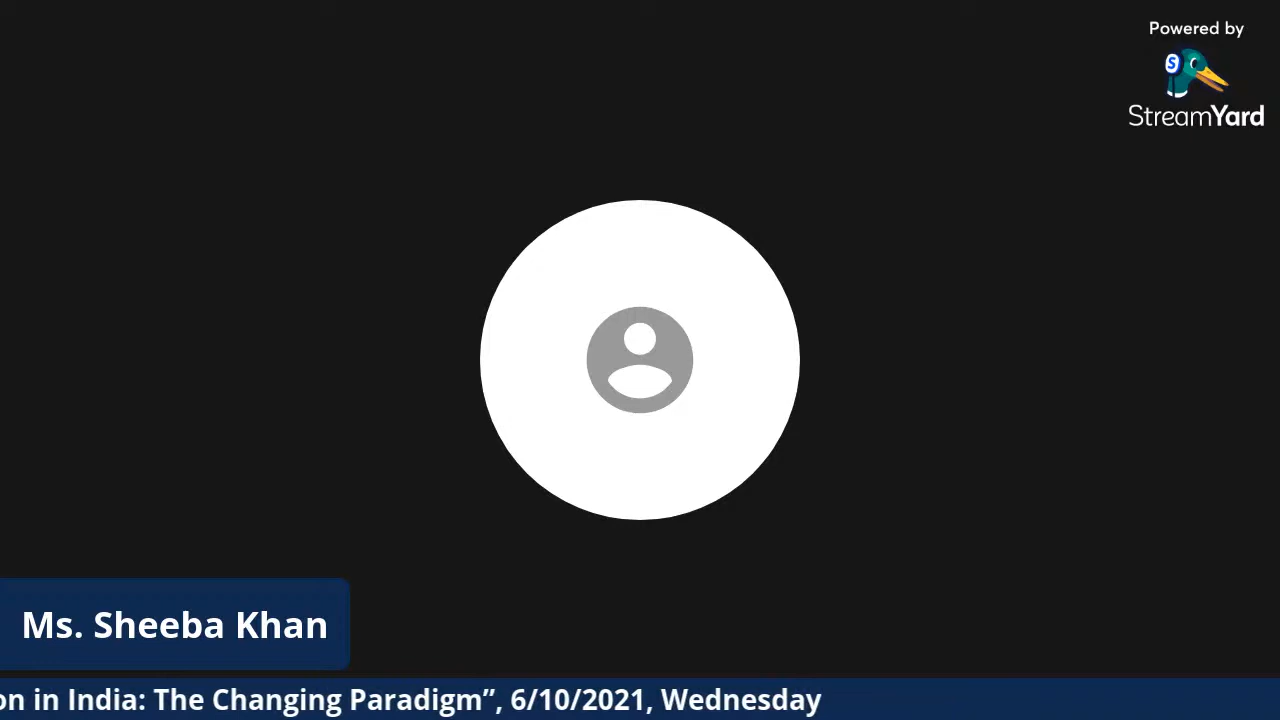 Powered by
S
StreamYard
Ms. Sheeba Khan
on in India: The Changing Paradigm”, 6/10/2021, Wednesday